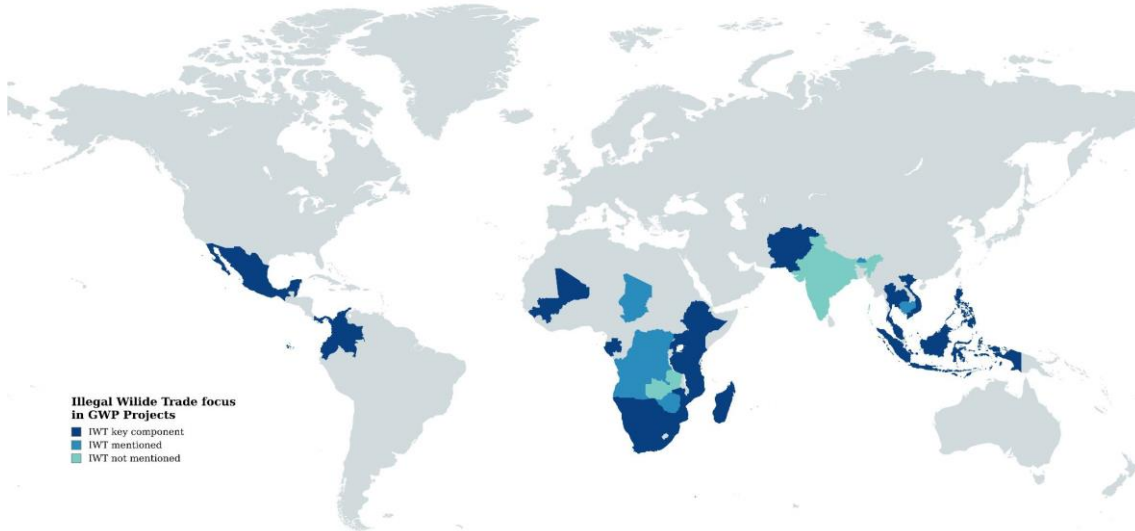 Illegal Wilide Trade focus
in GWP Projects
IWT key component
IWT mentioned
IWT not mentioned